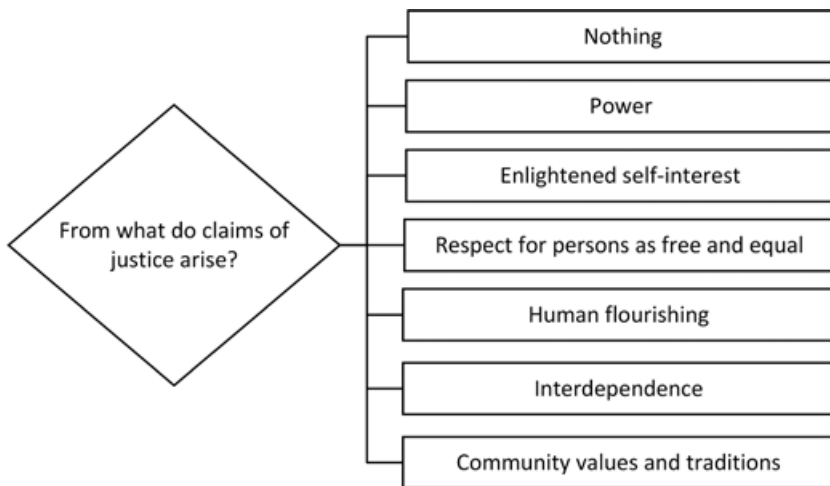 From what do claims of
justice arise?
Nothing
Power
Enlightened self-interest
Respect for persons as free and equal
Human flourishing
Interdependence
Community values and traditions